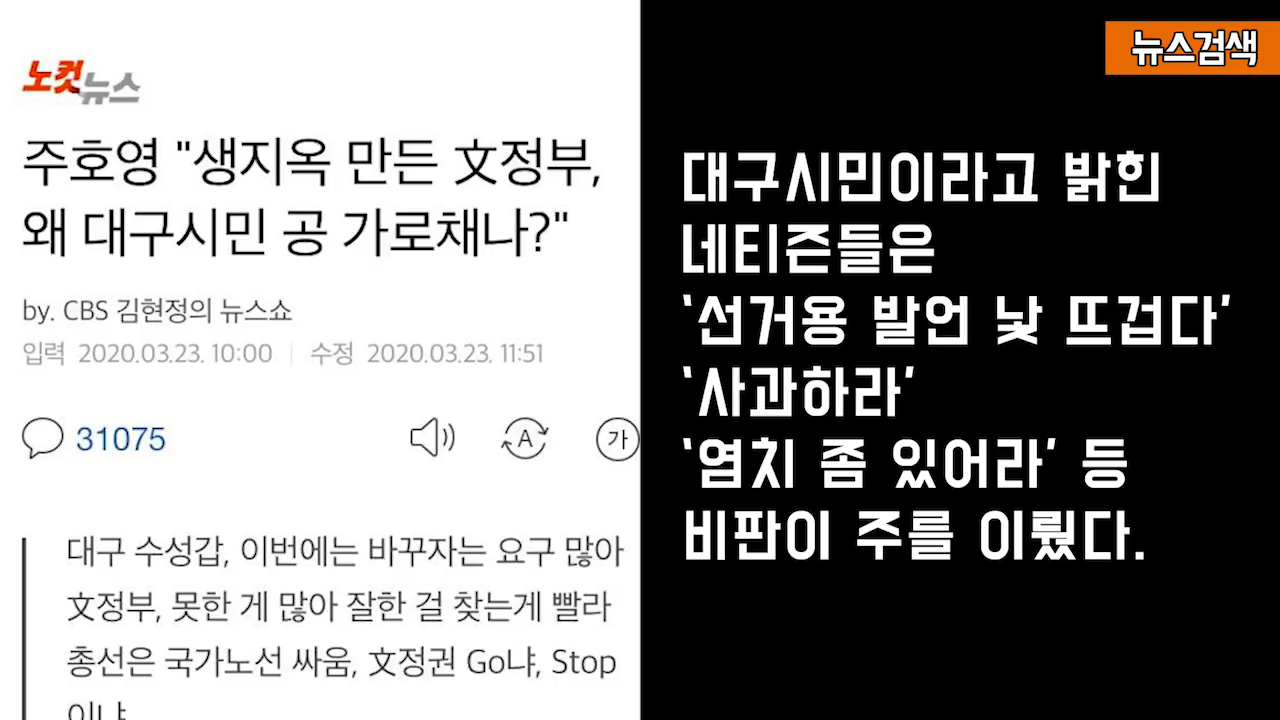 노컷뉴스
주호영 "생지옥 만든 文정부,
왜 대구시민 공 가로채나?"
by. CBS 김현정의 뉴스쇼
입력 2020.03.23. 10:00 수정 2020.03.23. 11:51
31075
A
가
대구 수성갑, 이번에는 바꾸자는 요구 많아
文정부, 못한 게 많아 잘한 걸 찾는게 빨라
총선은 국가노선 싸움, 文정권 Go냐, Stop
이냐
뉴스검색
대구시민이라고 밝힌
네티즌들은
'선거용 발언 낯 뜨겁다'
'사과하라'
'염치 좀 있어라' 등
비판이 주를 이뤘다.